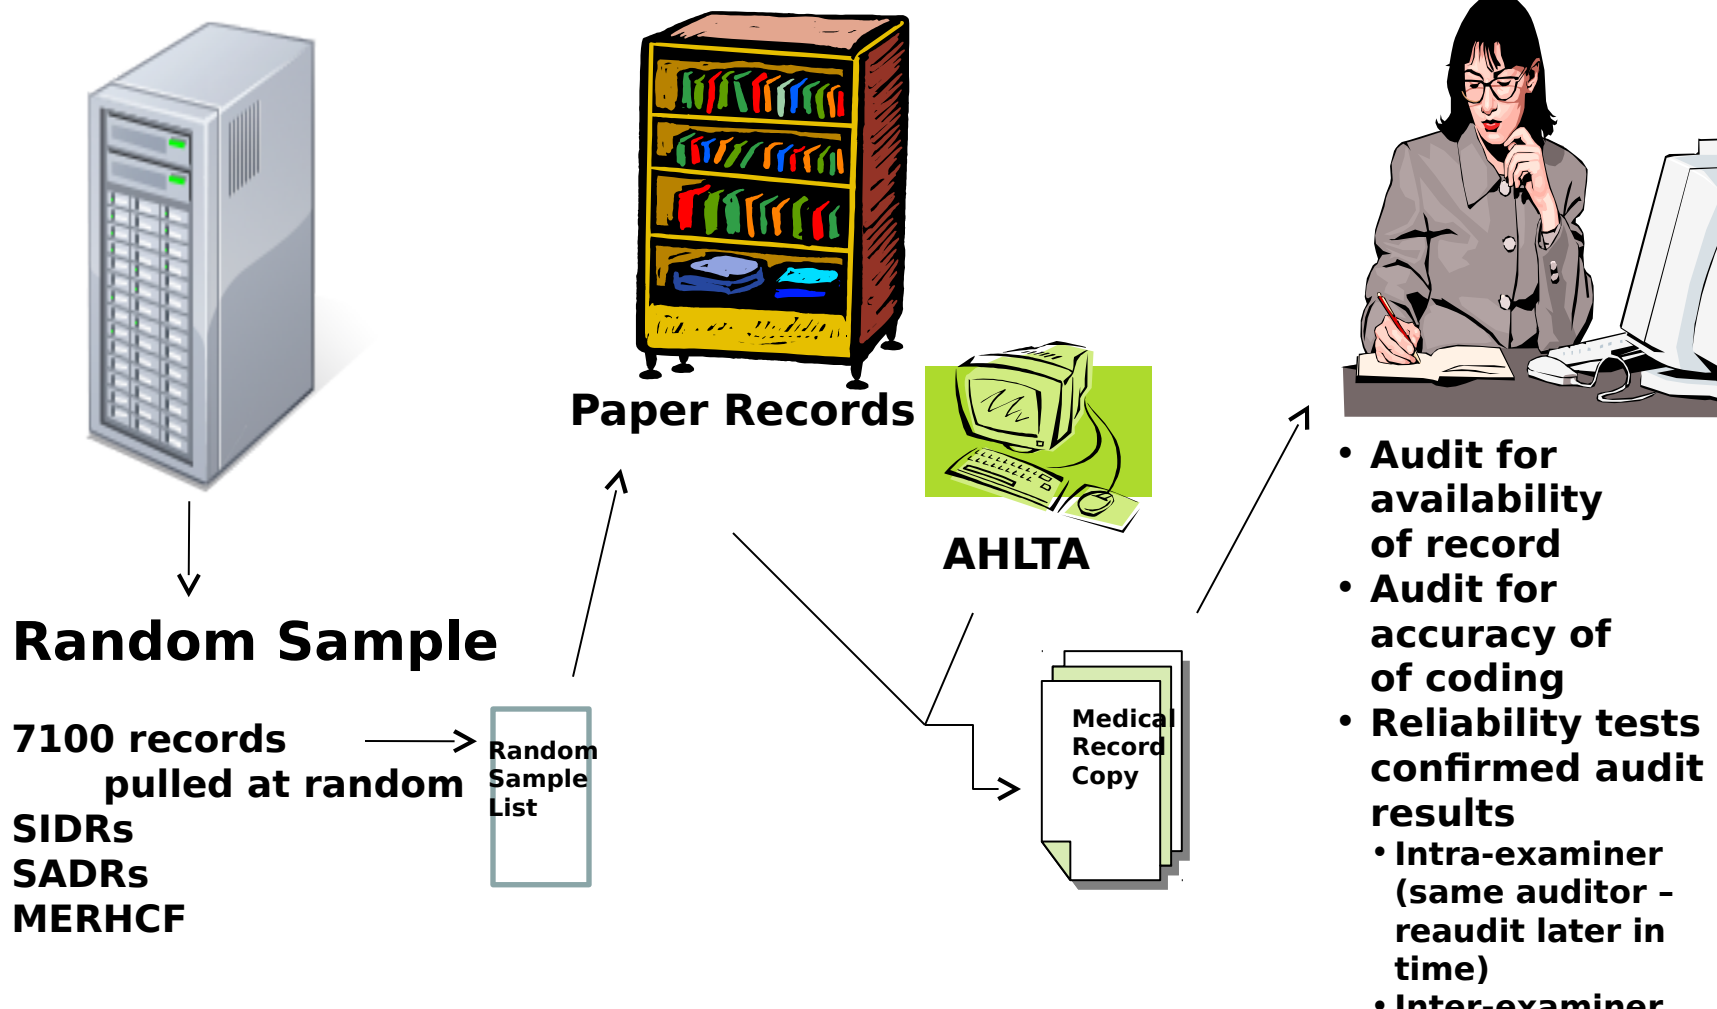 Paper Records
AHLTA
Random Sample
7100 records
pulled at random
SIDRs
SADRs
MERHCF
Random
Sample
List
Medical
Record
Copy
• Audit for
availability
of record
• Audit for
accuracy of
of coding
• Reliability tests
confirmed audit
results
• Intra-examiner
(same auditor –
reaudit later in
time)
• Inter-examiner